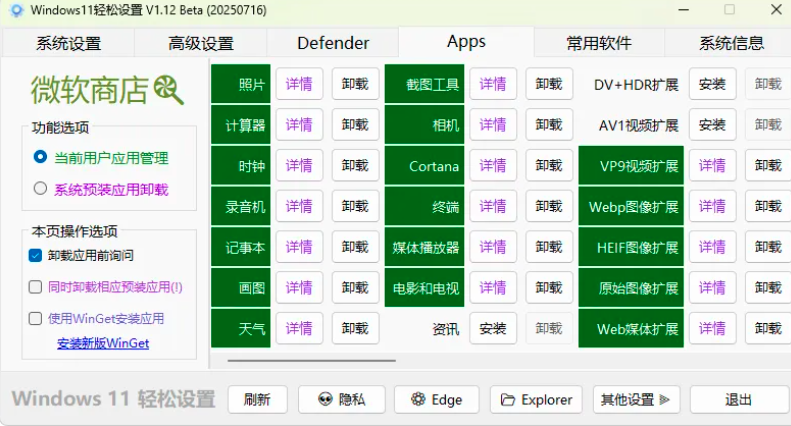 Windows11轻松设置 V1.12 Beta (20250716)
系统设置 高级设置 Defender Apps 常用软件 系统信息
微软商店
功能选项
当前用户应用管理
系统预装应用卸载
本页操作选项
卸载应用前询问
同时卸载相应预装应用(!)
使用WinGet安装应用
安装新版WinGet
照片 详情 卸载 截图工具 详情 卸载 DV+HDR扩展 安装 卸载
计算器 详情 卸载 相机 详情 卸载 AV1视频扩展 安装 卸载
时钟 详情 卸载 Cortana 详情 卸载 VP9视频扩展 详情 卸载
录音机 详情 卸载 终端 详情 卸载 Webp图像扩展 详情 卸载
记事本 详情 卸载 媒体播放器 详情 卸载 HEIF图像扩展 详情 卸载
画图 详情 卸载 电影和电视 详情 卸载 原始图像扩展 详情 卸载
天气 详情 卸载 资讯 安装 卸载 Web媒体扩展 详情 卸载
Windows 11 轻松设置 刷新 隐私 Edge Explorer 其他设置 退出